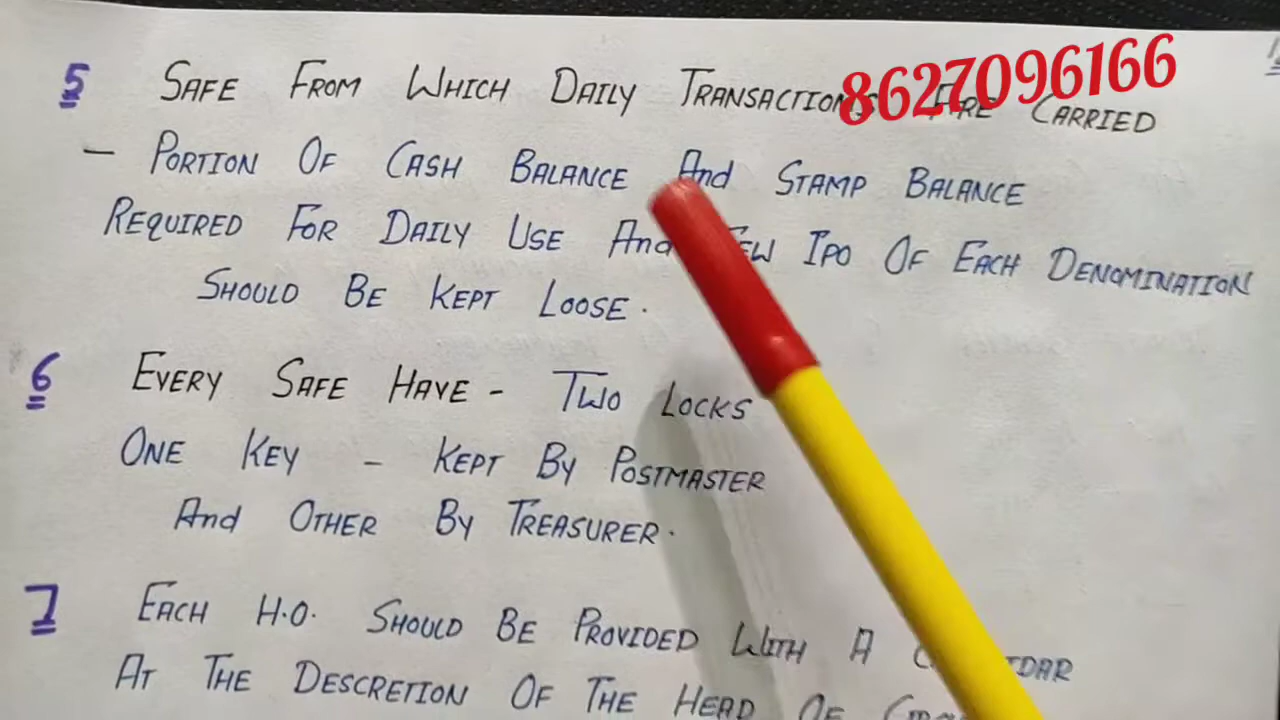 8627096166
5 SAFE FROM WHICH DAILY TRANSACTIONS ARE CARRIED
- PORTION OF CASH BALANCE And STAMP BALANCE
REQUIRED FOR DAILY USE And FEW IPO OF EACH DENOMINATION
SHOULD BE KEPT LOOSE.
6 EVERY SAFE HAVE - TWO LOCKS
ONE KEY - KEPT BY POSTMASTER
And OTHER BY TREASURER.
7 EACH H.O. SHOULD BE PROVIDED WITH A
AT THE DESCRETION OF THE HEAD OF